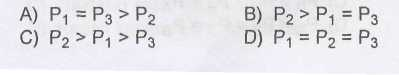 A) P₁ = P₃ > P₂ B) P₂ > P₁ = P₃
C) P₂ > P₁ > P₃ D) P₁ = P₂ = P₃